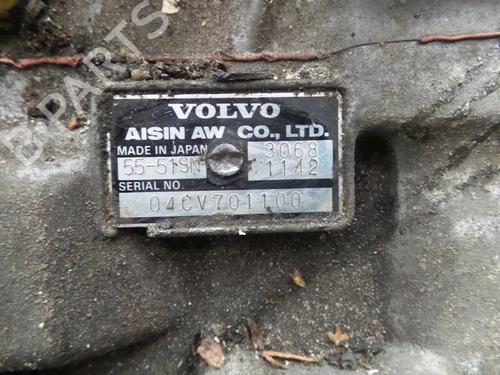 VOLVO
AISIN AW CO., LTD.
MADE IN JAPAN 3068
55-51SN 1142
SERIAL NO.
04CV701100
PARTS